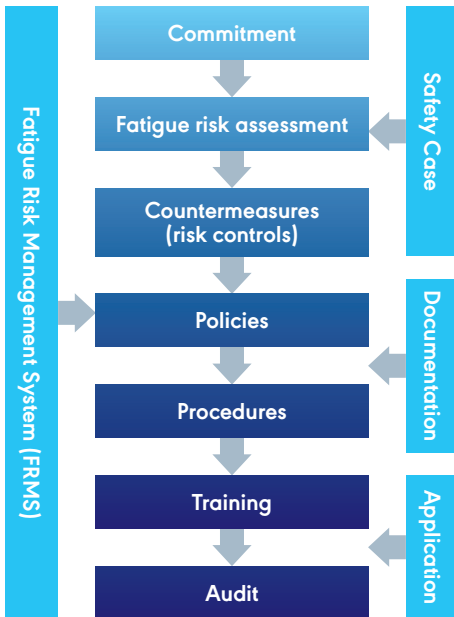 Fatigue Risk Management System (FRMS)
Commitment
Fatigue risk assessment
Countermeasures
(risk controls)
Policies
Procedures
Training
Audit
Safety Case
Documentation
Application